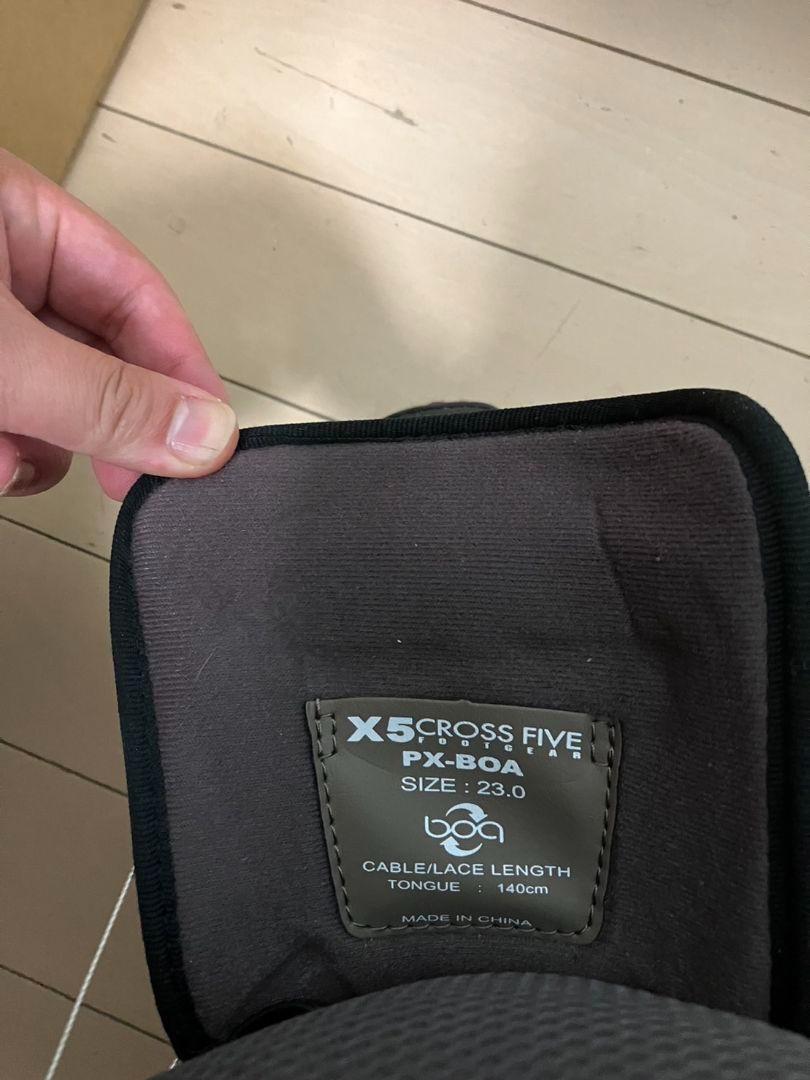 X5 CROSS FIVE
FOOTGEAR
PX-BOA
SIZE : 23.0
boa
CABLE/LACE LENGTH
TONGUE : 140cm
MADE IN CHINA